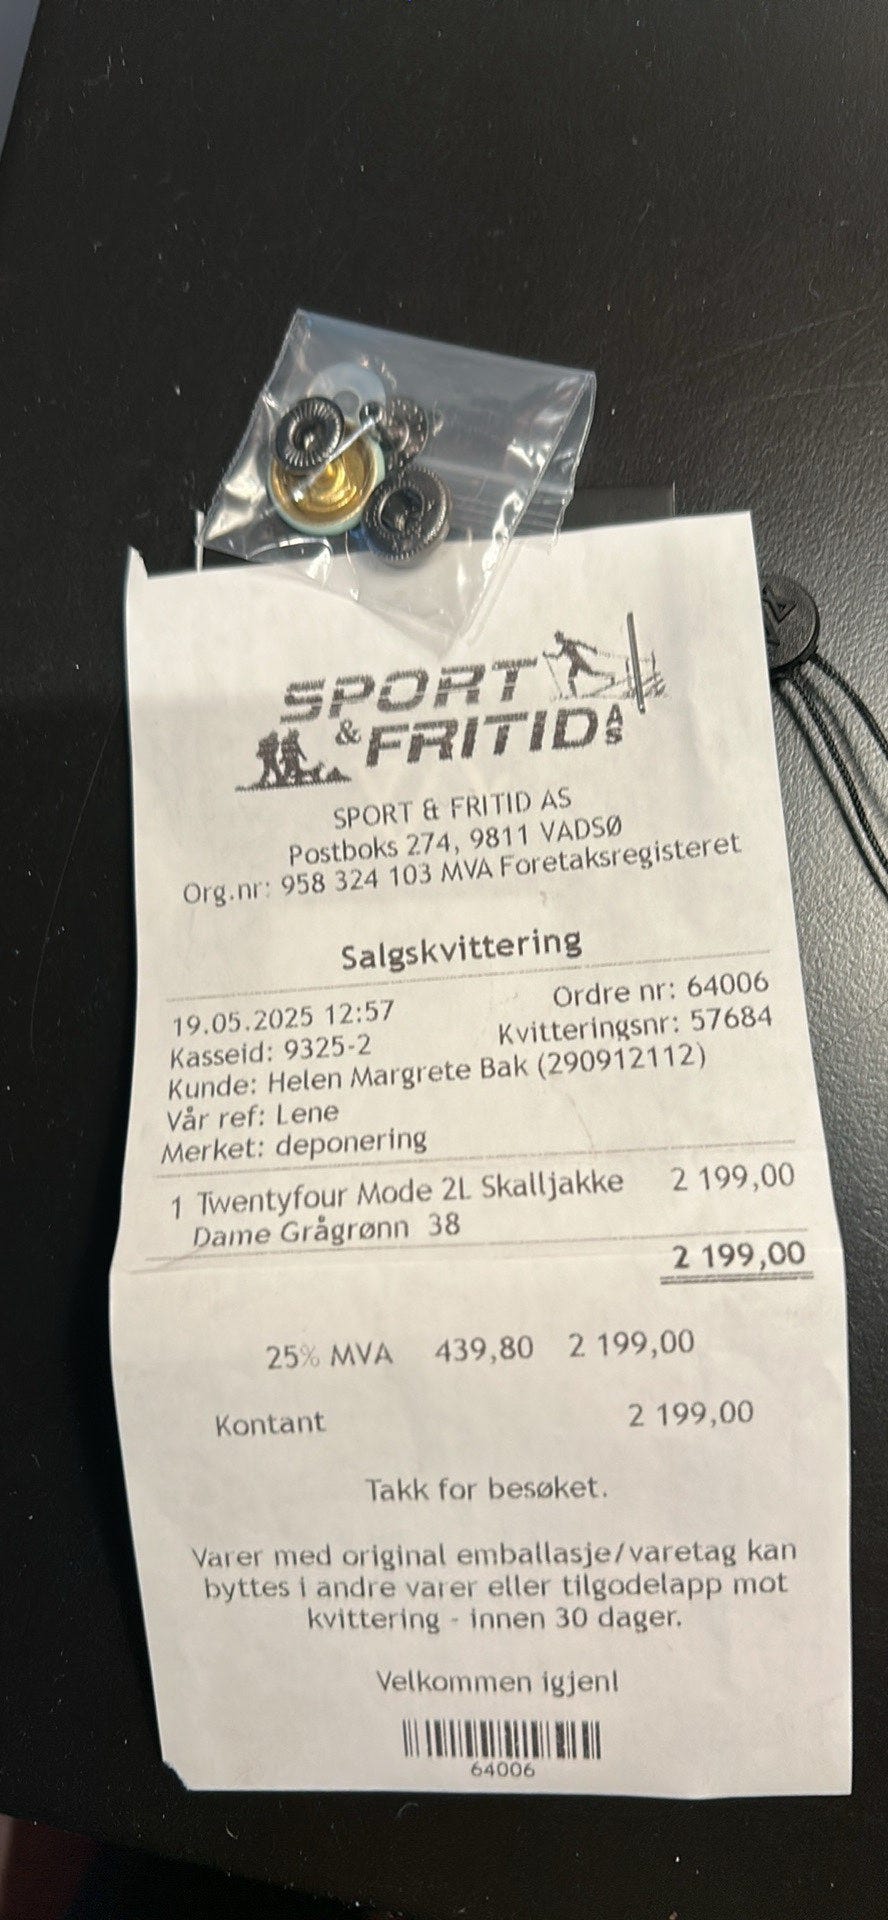 SPORT
& FRITID AS
SPORT & FRITID AS
Postboks 274, 9811 VADSØ
Org.nr: 958 324 103 MVA Foretaksregisteret
Salgskvittering
19.05.2025 12:57 Ordre nr: 64006
Kasseid: 9325-2 Kvitteringsnr: 57684
Kunde: Helen Margrete Bak (290912112)
Vår ref: Lene
Merket: deponering
1 Twentyfour Mode 2L Skalljakke 2 199,00
Dame Grågrønn 38
2 199,00
25% MVA 439,80 2 199,00
Kontant 2 199,00
Takk for besøket.
Varer med original emballasje/varetag kan
byttes i andre varer eller tilgodelapp mot
kvittering - innen 30 dager.
Velkommen igjen!
64006